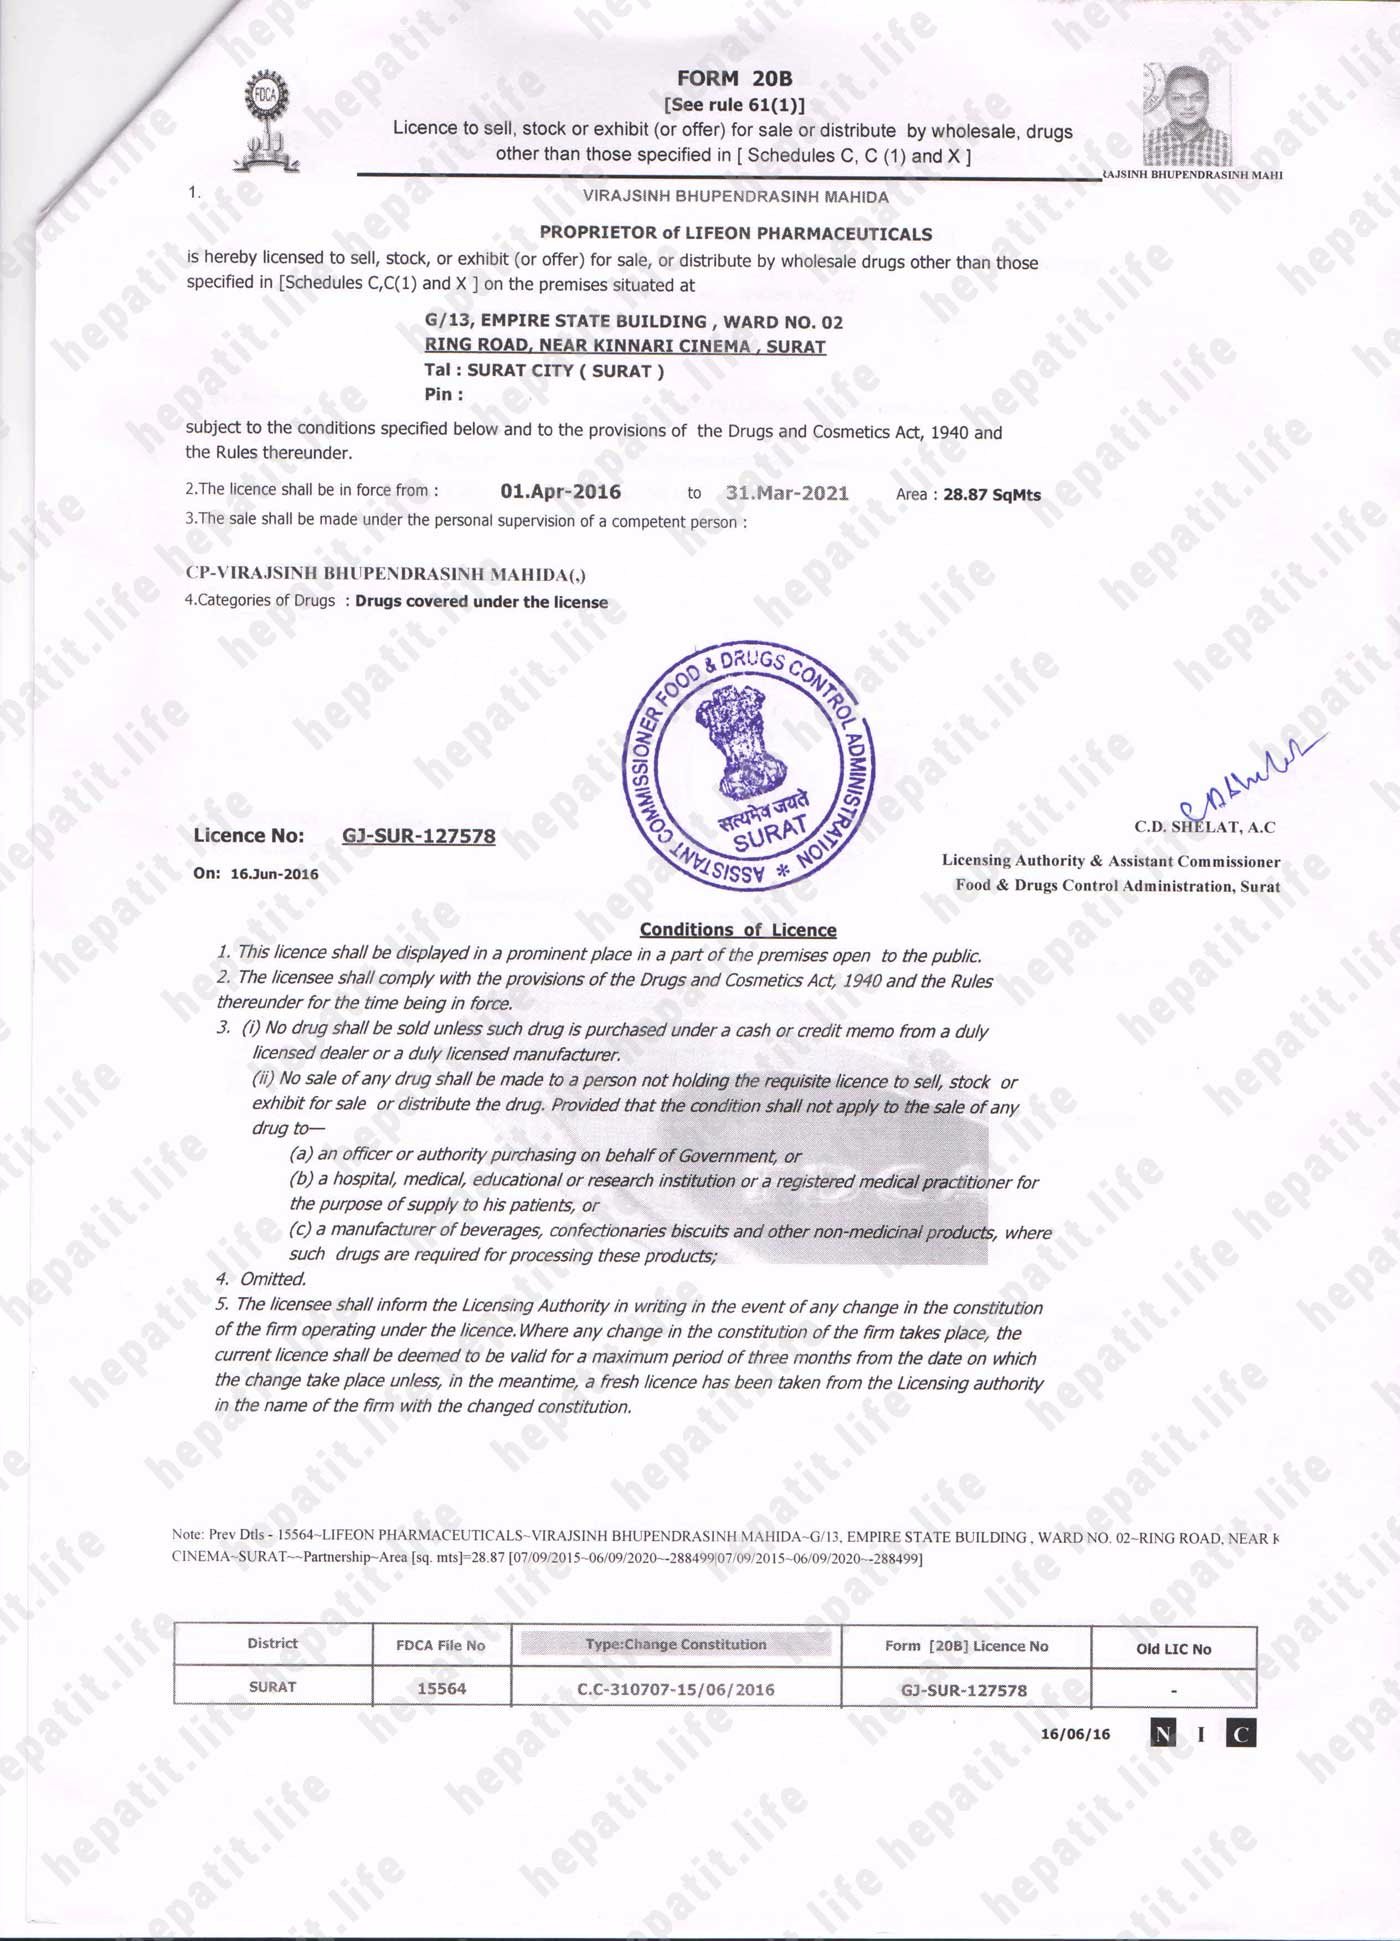 FDCA
FORM 20B
[See rule 61(1)]
Licence to sell, stock or exhibit (or offer) for sale or distribute by wholesale, drugs
other than those specified in [ Schedules C, C (1) and X ]
RAJSINH BHUPENDRASINH MAHI
1. VIRAJSINH BHUPENDRASINH MAHIDA
PROPRIETOR of LIFEON PHARMACEUTICALS
is hereby licensed to sell, stock, or exhibit (or offer) for sale, or distribute by wholesale drugs other than those
specified in [Schedules C,C(1) and X ] on the premises situated at
G/13, EMPIRE STATE BUILDING , WARD NO. 02
RING ROAD, NEAR KINNARI CINEMA , SURAT
Tal : SURAT CITY ( SURAT )
Pin :
subject to the conditions specified below and to the provisions of the Drugs and Cosmetics Act, 1940 and
the Rules thereunder.
2.The licence shall be in force from : 01.Apr-2016 to 31.Mar-2021 Area : 28.87 SqMts
3.The sale shall be made under the personal supervision of a competent person :
CP-VIRAJSINH BHUPENDRASINH MAHIDA(,)
4.Categories of Drugs : Drugs covered under the license
ASSISTANT COMMISSIONER FOOD & DRUGS CONTROL ADMINISTRATION *
सत्यमेव जयते
SURAT
Licence No: GJ-SUR-127578
On: 16.Jun-2016
C.D. SHELAT, A.C
Licensing Authority & Assistant Commissioner
Food & Drugs Control Administration, Surat
Conditions of Licence
1. This licence shall be displayed in a prominent place in a part of the premises open to the public.
2. The licensee shall comply with the provisions of the Drugs and Cosmetics Act, 1940 and the Rules
thereunder for the time being in force.
3. (i) No drug shall be sold unless such drug is purchased under a cash or credit memo from a duly
licensed dealer or a duly licensed manufacturer.
(ii) No sale of any drug shall be made to a person not holding the requisite licence to sell, stock or
exhibit for sale or distribute the drug. Provided that the condition shall not apply to the sale of any
drug to—
(a) an officer or authority purchasing on behalf of Government, or
(b) a hospital, medical, educational or research institution or a registered medical practitioner for
the purpose of supply to his patients, or
(c) a manufacturer of beverages, confectionaries biscuits and other non-medicinal products, where
such drugs are required for processing these products;
4. Omitted.
5. The licensee shall inform the Licensing Authority in writing in the event of any change in the constitution
of the firm operating under the licence.Where any change in the constitution of the firm takes place, the
current licence shall be deemed to be valid for a maximum period of three months from the date on which
the change take place unless, in the meantime, a fresh licence has been taken from the Licensing authority
in the name of the firm with the changed constitution.
Note: Prev Dtls - 15564~LIFEON PHARMACEUTICALS~VIRAJSINH BHUPENDRASINH MAHIDA~G/13, EMPIRE STATE BUILDING , WARD NO. 02~RING ROAD, NEAR K
CINEMA~SURAT~~Partnership~Area [sq. mts]=28.87 [07/09/2015~06/09/2020~-288499|07/09/2015~06/09/2020~-288499]
District FDCA File No Type:Change Constitution Form [20B] Licence No Old LIC No
SURAT 15564 C.C-310707-15/06/2016 GJ-SUR-127578 -
16/06/16 N I C
hepatit.life